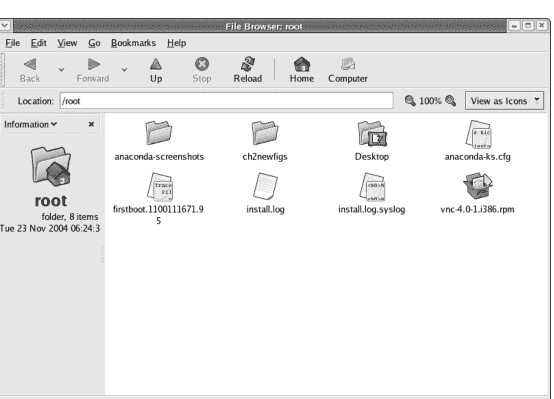 File Browser: root
File Edit View Go Bookmarks Help
Back Forward Up Stop Reload Home Computer
Location: /root 100% View as Icons
Information
root
folder, 8 items
Tue 23 Nov 2004 06:24:3
anaconda-screenshots ch2newfigs Desktop anaconda-ks.cfg
firstboot.1100111671.9
5
install.log install.log.syslog vnc-4.0-1.i386.rpm